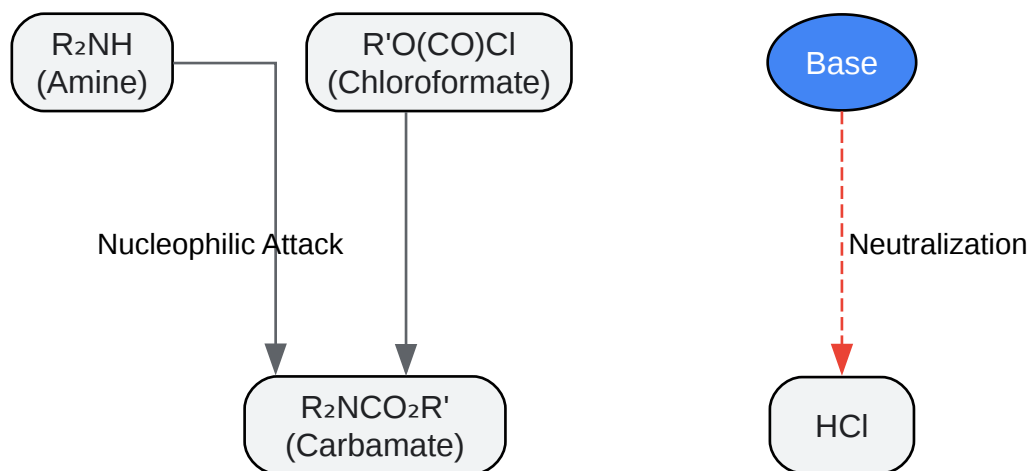 R₂NH
(Amine)
R'O(CO)Cl
(Chloroformate)
Base
Nucleophilic Attack
Neutralization
R₂NCO₂R'
(Carbamate)
HCl